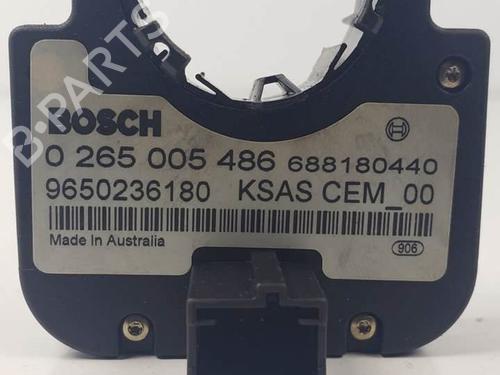 B-PARTS
BOSCH
0 265 005 486 688180440
9650236180 KSAS CEM_00
Made In Australia
906